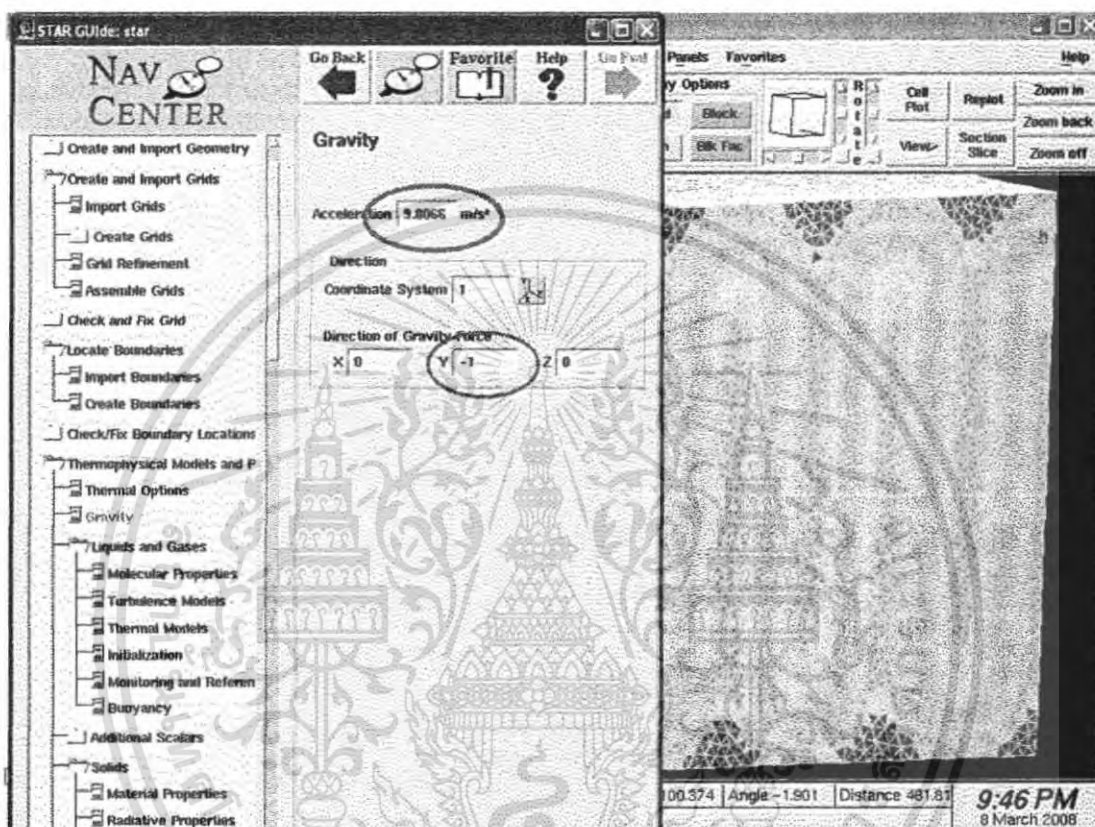 STAR GUIde: star
NAV CENTER
Go Back
Favorite
Help
Gravity
Acceleration 9.8066 m/s²
Direction
Coordinate System 1
Direction of Gravity Force
X 0 Y -1 Z 0
Create and Import Geometry
Create and Import Grids
Import Grids
Create Grids
Grid Refinement
Assemble Grids
Check and Fix Grid
Locate Boundaries
Import Boundaries
Create Boundaries
Check/Fix Boundary Locations
Thermophysical Models and P
Thermal Options
Gravity
Liquids and Gases
Molecular Properties
Turbulence Models
Thermal Models
Initialization
Monitoring and Referen
Buoyancy
Additional Scalars
Solids
Material Properties
Radiative Properties
Panels Favorites Help
ry Options
Block
Blk Fac
Rotate
Cell Plot
Replot
Zoom in
Zoom back
View>
Section Slice
Zoom off
100.374 Angle -1.901 Distance 481.81
9:46 PM
8 March 2008